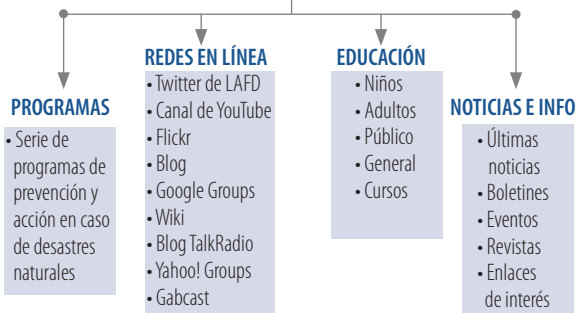 PROGRAMAS
• Serie de
programas de
prevención y
acción en caso
de desastres
naturales
REDES EN LÍNEA
• Twitter de LAFD
• Canal de YouTube
• Flickr
• Blog
• Google Groups
• Wiki
• Blog TalkRadio
• Yahoo! Groups
• Gabcast
EDUCACIÓN
• Niños
• Adultos
• Público
• General
• Cursos
NOTICIAS E INFO
• Últimas
noticias
• Boletines
• Eventos
• Revistas
• Enlaces
de interés